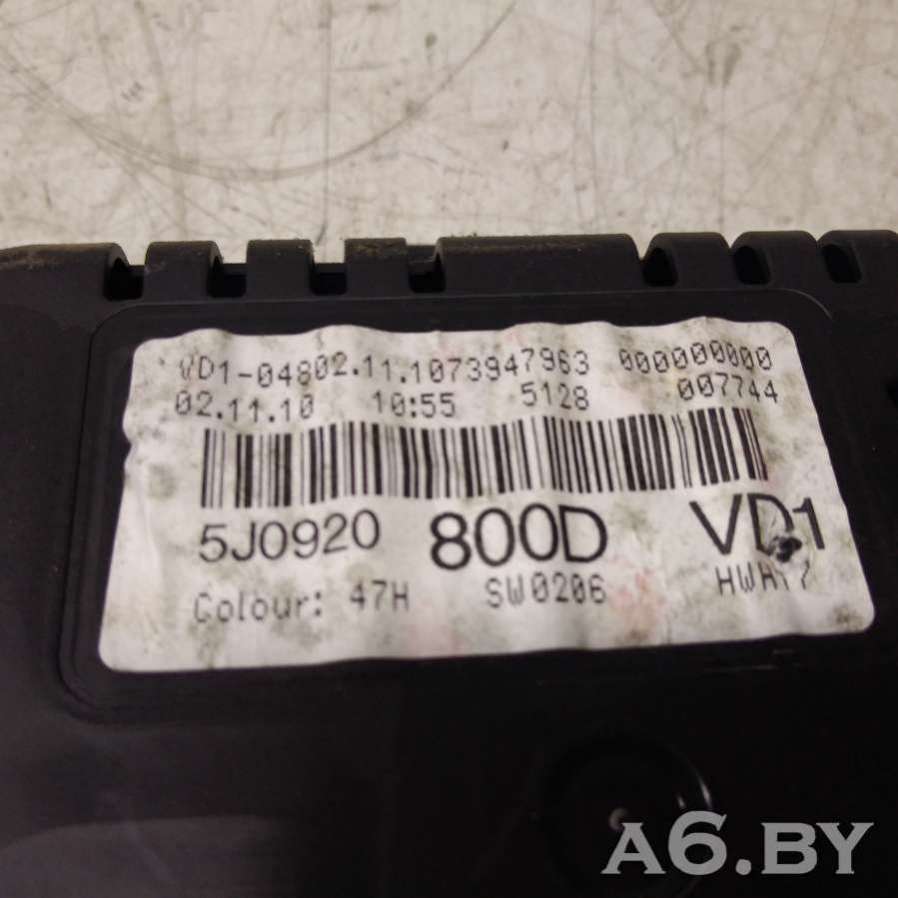 VD1-04802.11.1073947963 000000000
02.11.10 10:55 5128 007744
5J0920 800D VD1
Colour: 47H SW0206
A6.BY